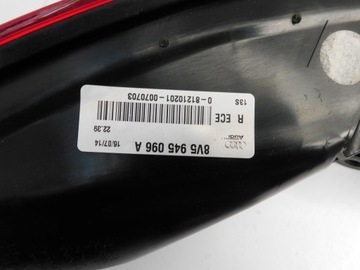 8V5 945 096 A
Audi
16/07/14
22.39
R ECE
13S
0-81210201-0070703